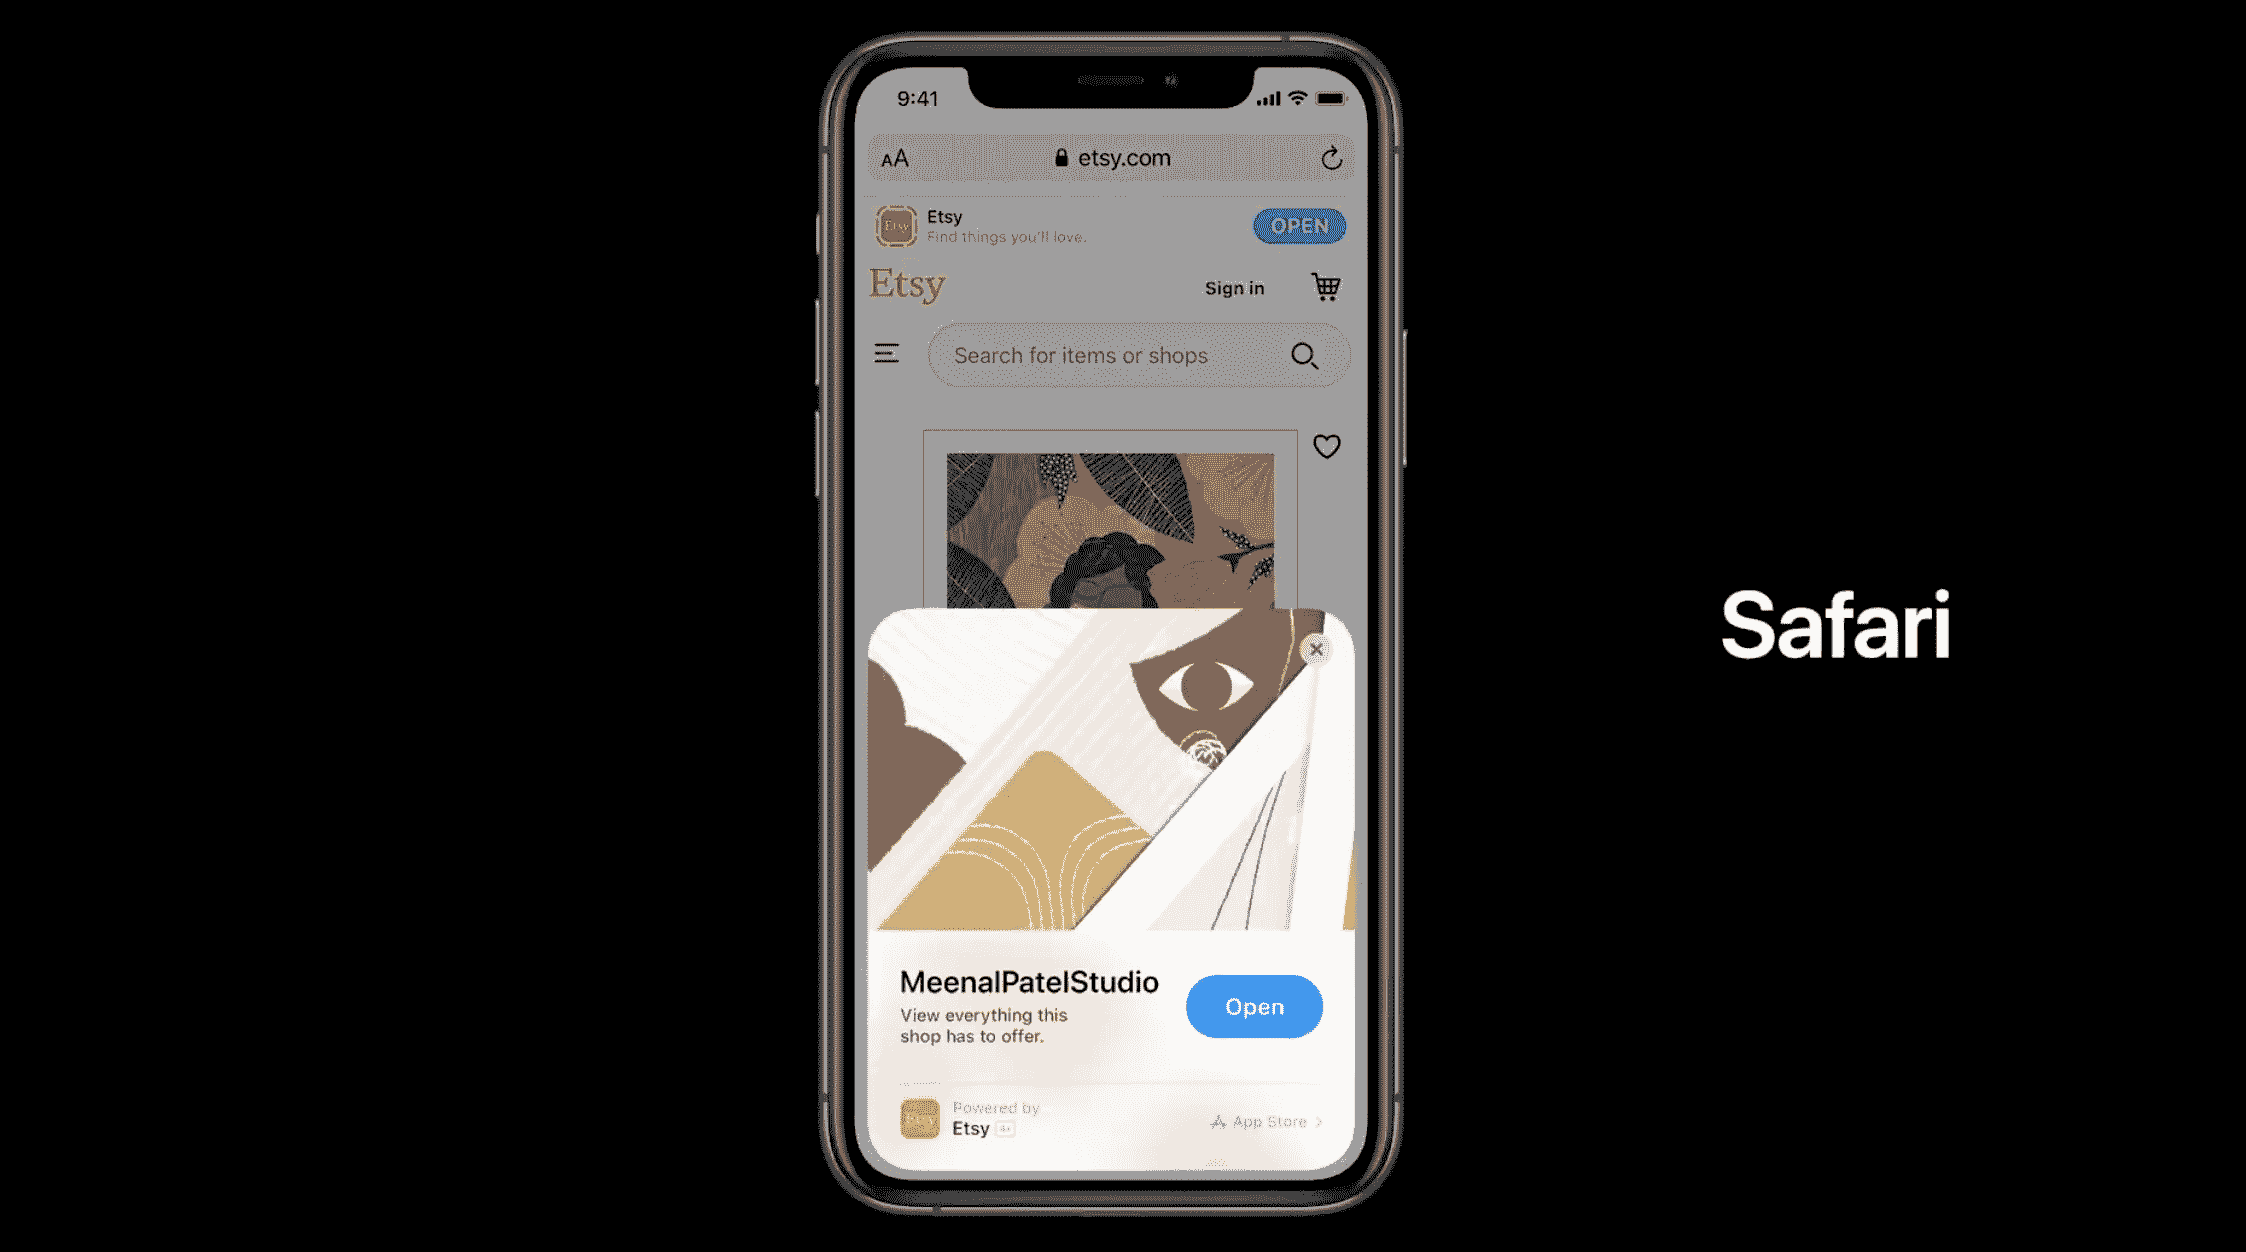 9:41
AA
etsy.com
Etsy
Etsy
Find things you'll love.
OPEN
Etsy
Sign in
Search for items or shops
Safari
MeenalPatelStudio
View everything this
shop has to offer.
Open
Powered by
Etsy
App Store